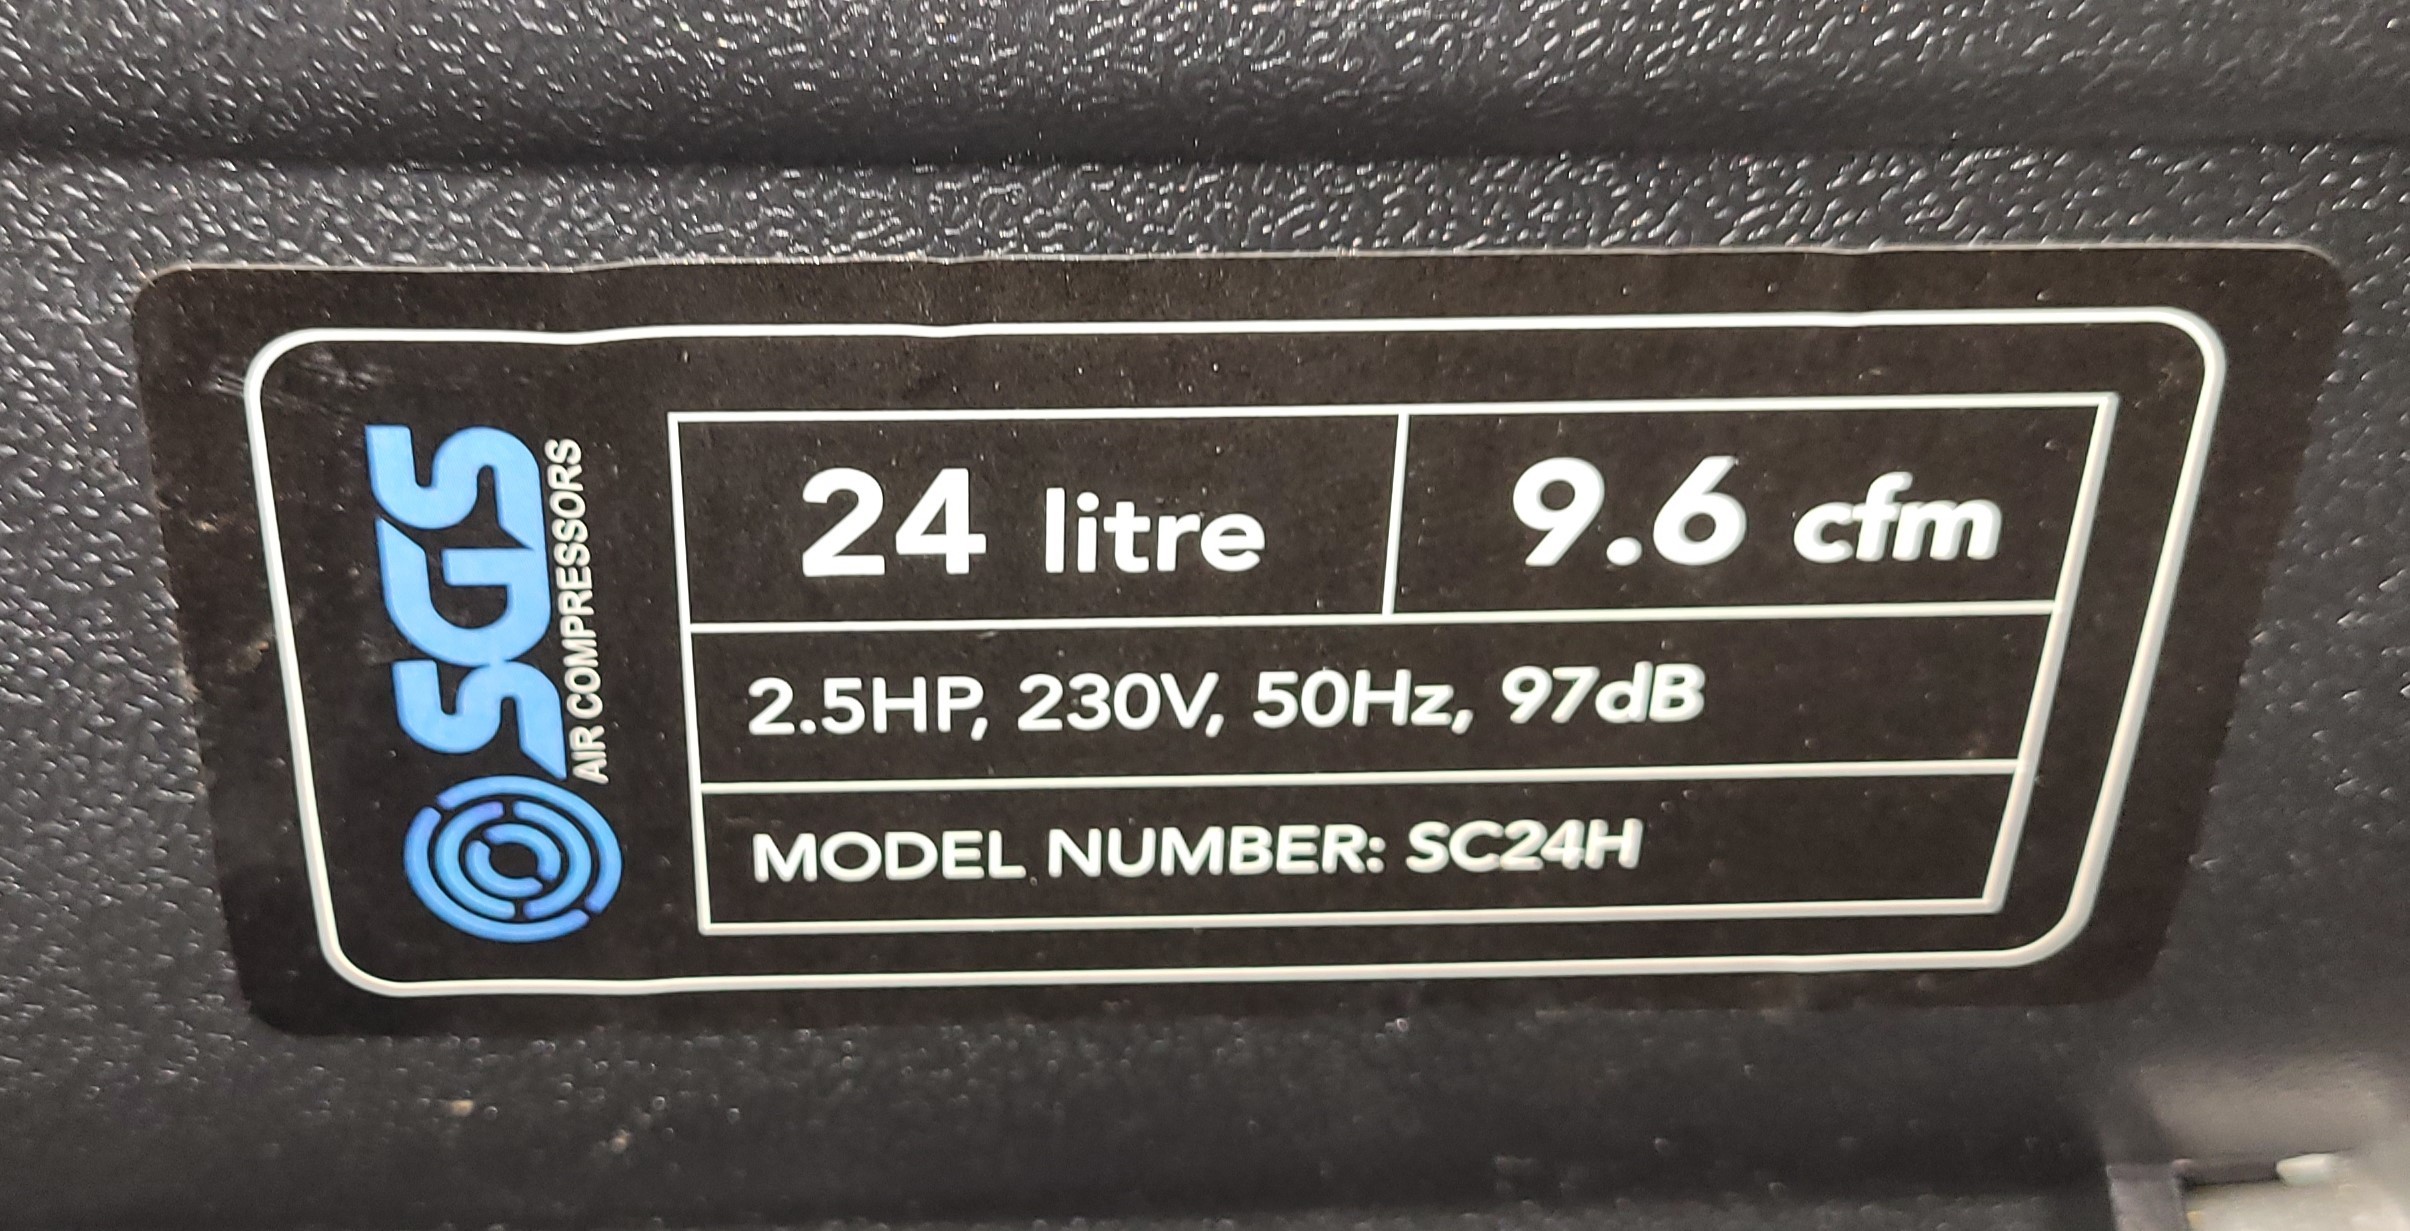 SGS
AIR COMPRESSORS
24 litre
9.6 cfm
2.5HP, 230V, 50Hz, 97dB
MODEL NUMBER: SC24H